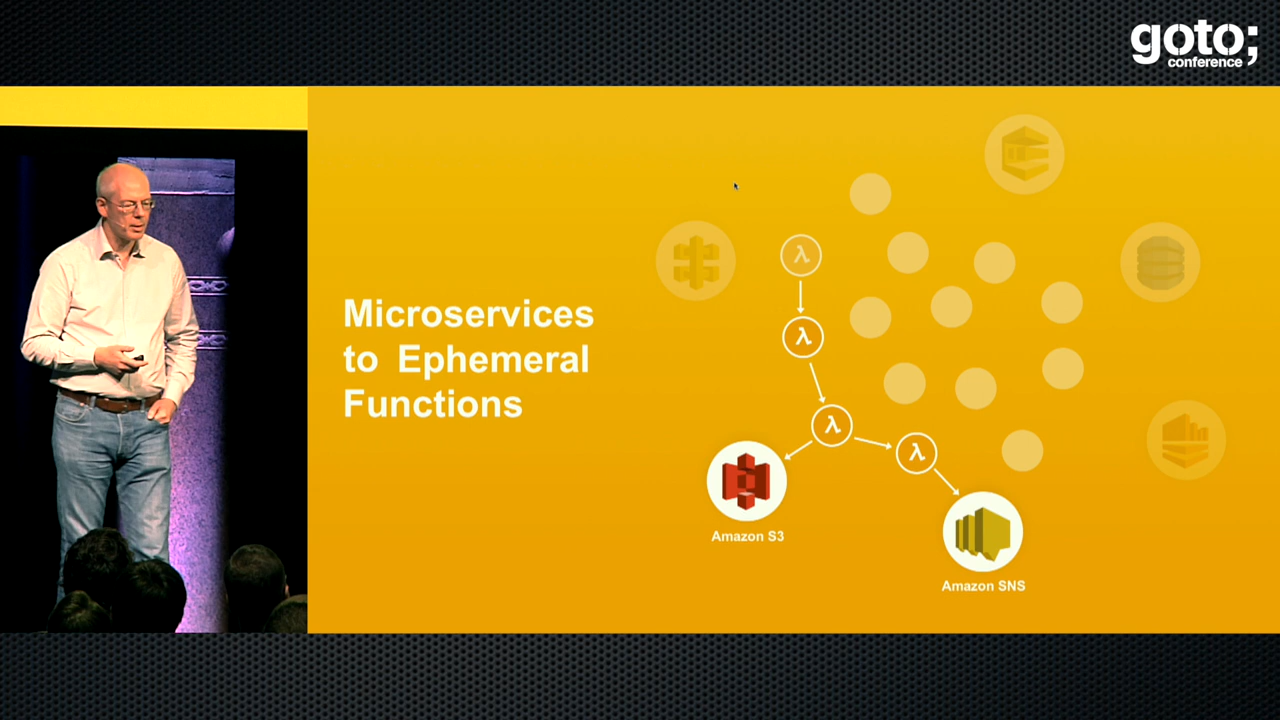 goto;
conference
Microservices
to Ephemeral
Functions
λ
λ
λ
λ
Amazon S3
Amazon SNS